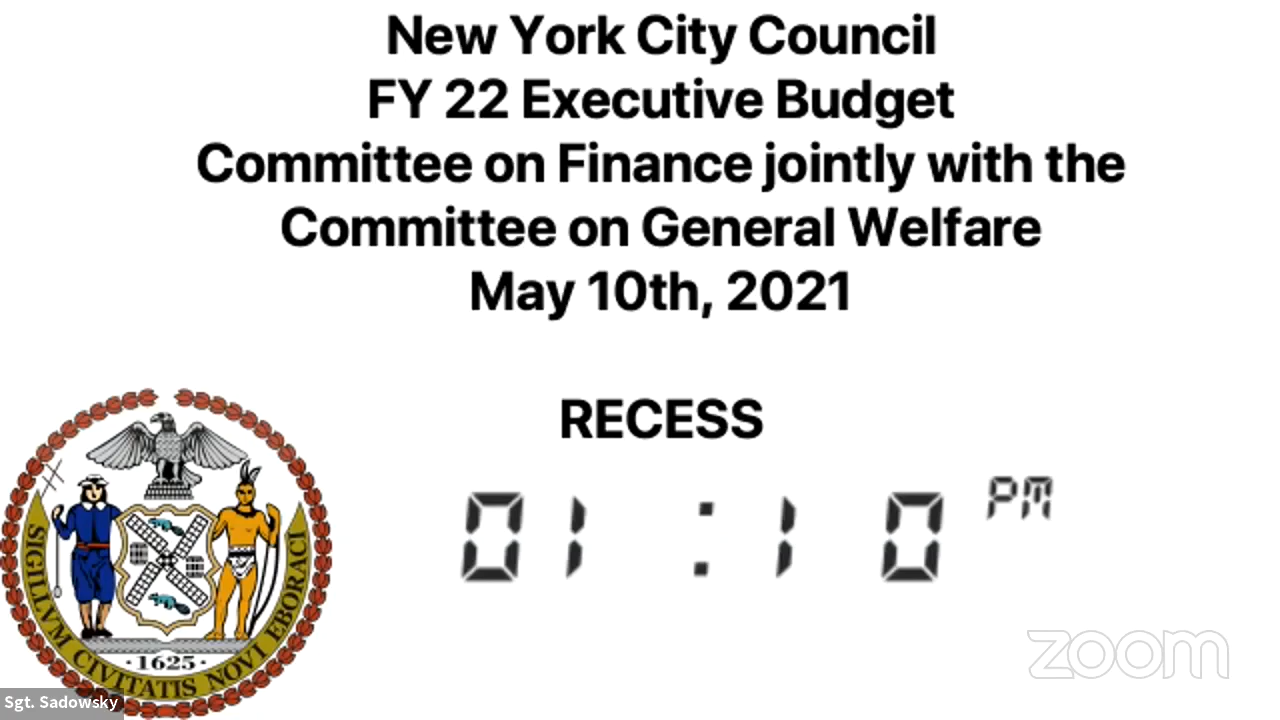 New York City Council
FY 22 Executive Budget
Committee on Finance jointly with the
Committee on General Welfare
May 10th, 2021
RECESS
01:10 PM
SIGILLVM CIVITATIS NOVI EBORACI
·1625·
zoom
Sgt. Sadowsky